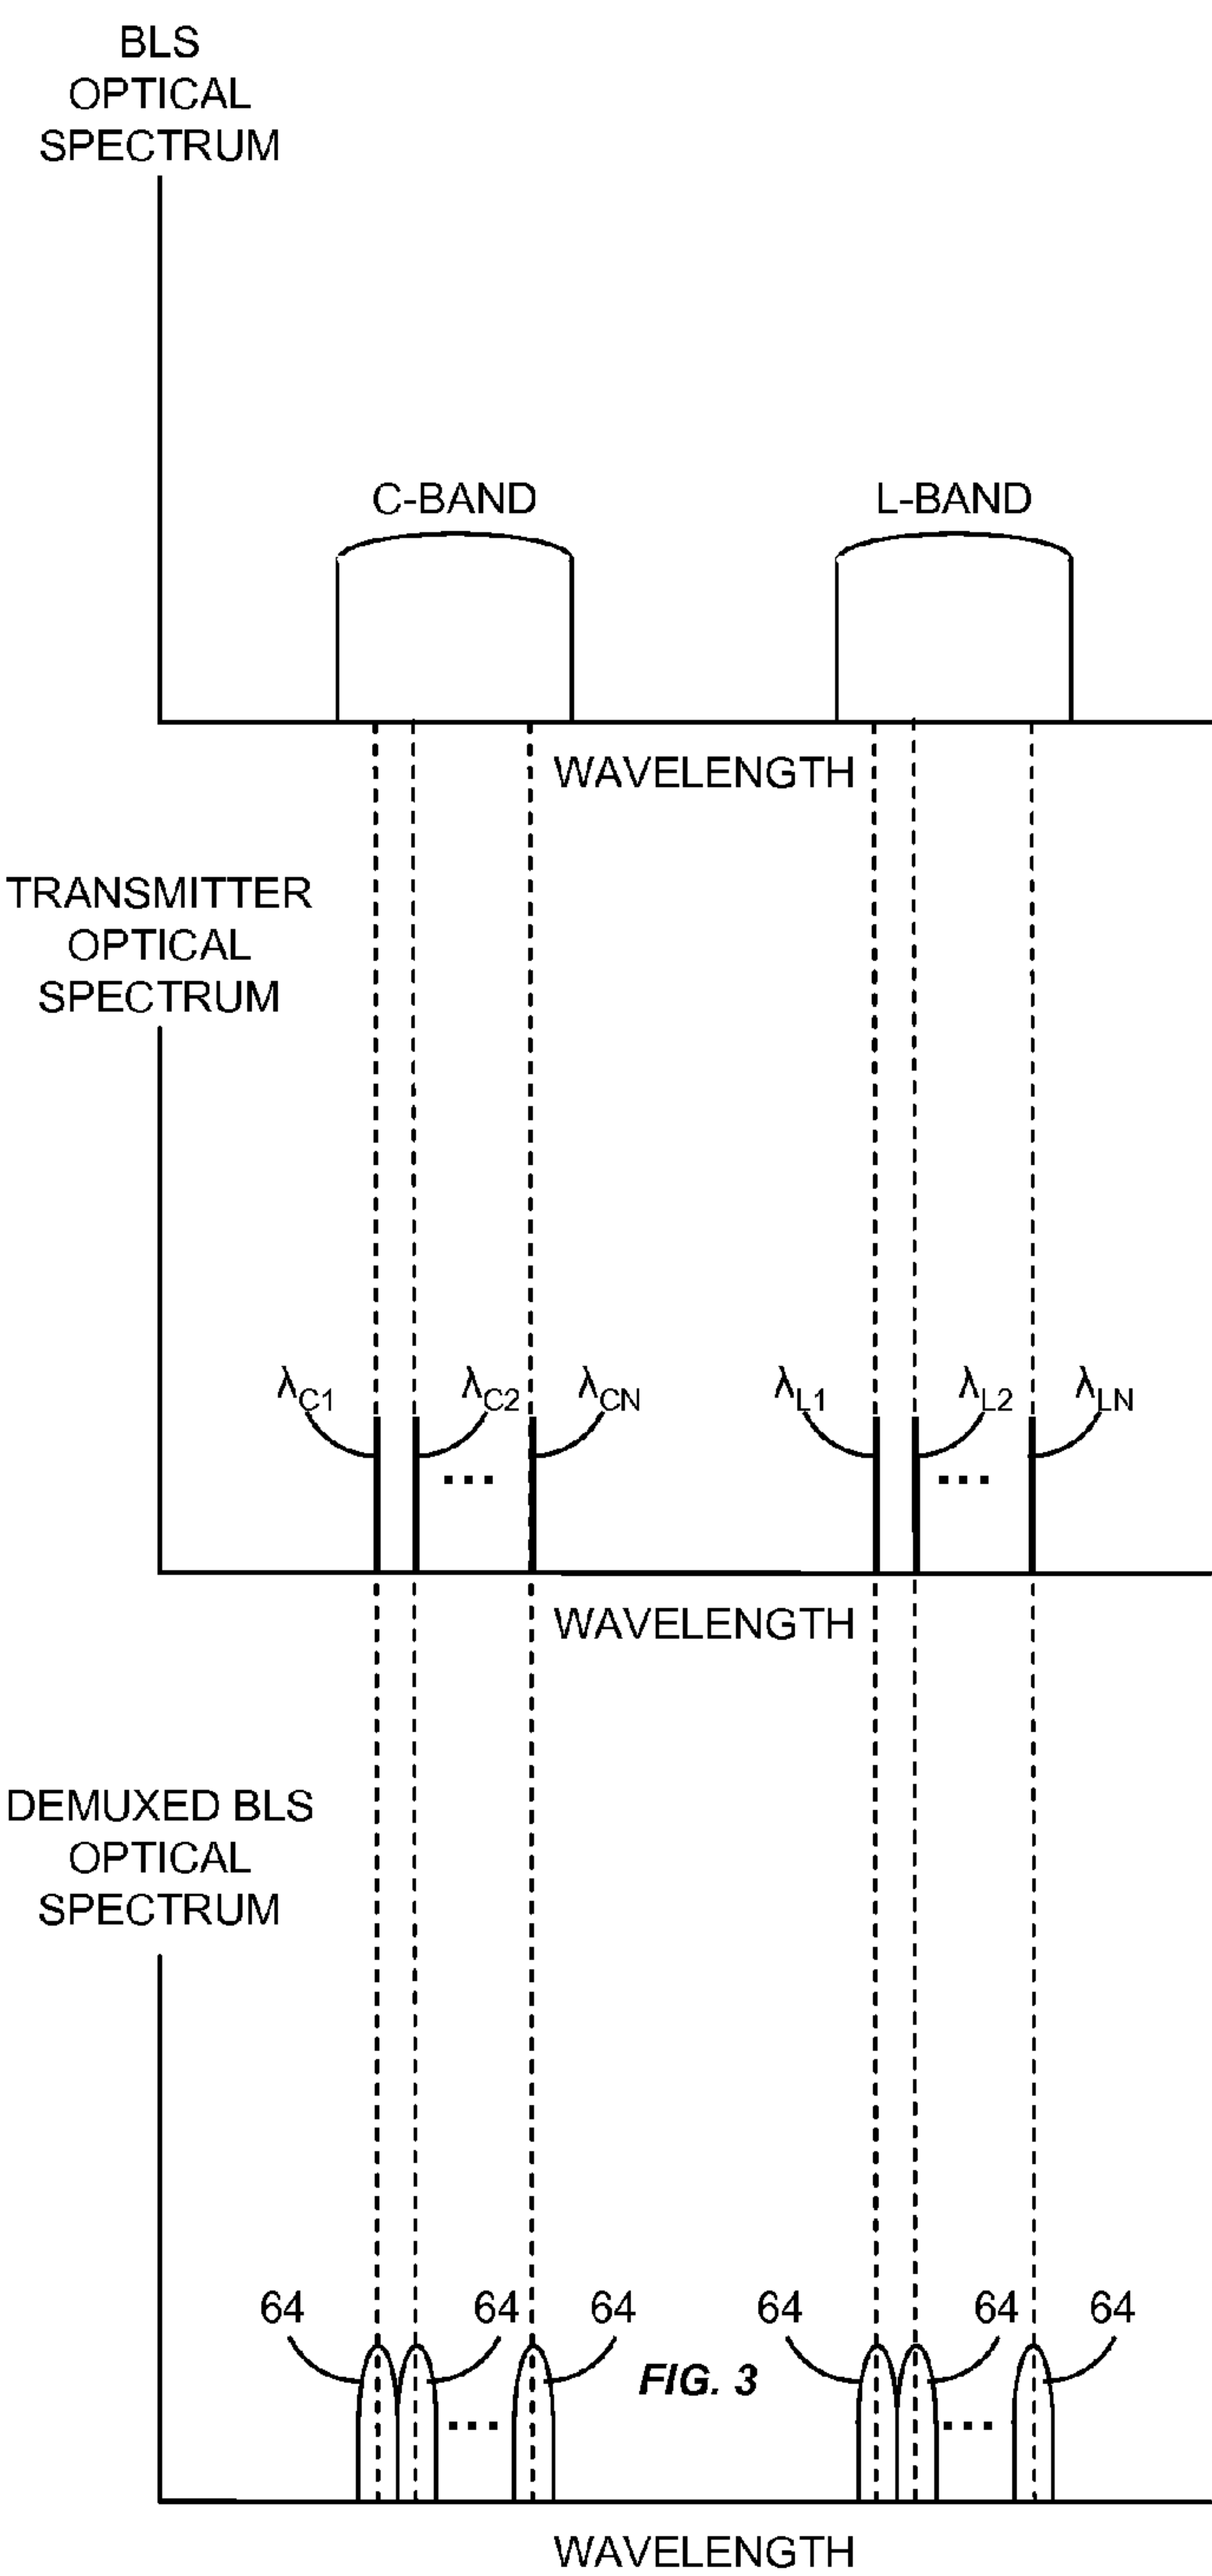 BLS
OPTICAL
SPECTRUM
C-BAND L-BAND
WAVELENGTH
TRANSMITTER
OPTICAL
SPECTRUM
λC1 λC2 λCN λL1 λL2 λLN
... ...
WAVELENGTH
DEMUXED BLS
OPTICAL
SPECTRUM
64 64 64 64 64 64
FIG. 3
... ...
WAVELENGTH